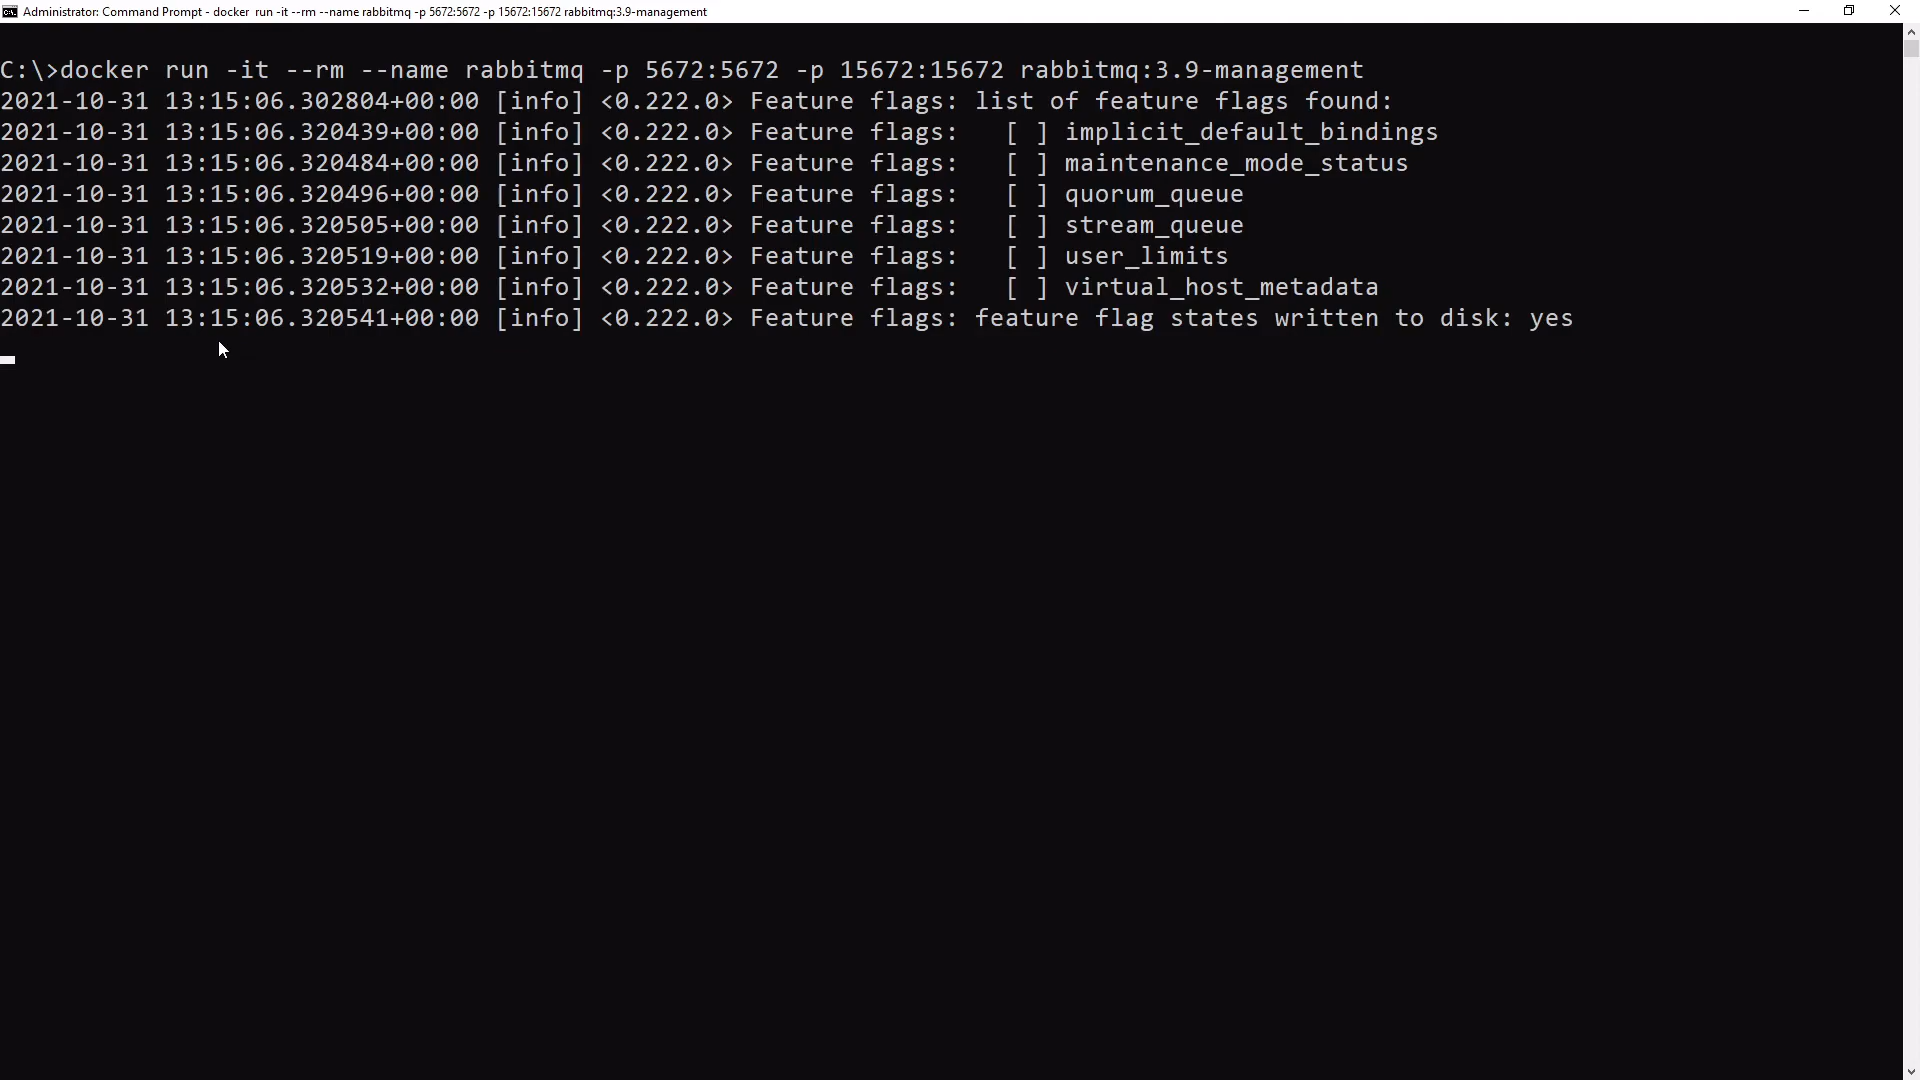 Administrator: Command Prompt - docker  run -it --rm --name rabbitmq -p 5672:5672 -p 15672:15672 rabbitmq:3.9-management
C:\>docker run -it --rm --name rabbitmq -p 5672:5672 -p 15672:15672 rabbitmq:3.9-management
2021-10-31 13:15:06.302804+00:00 [info] <0.222.0> Feature flags: list of feature flags found:
2021-10-31 13:15:06.320439+00:00 [info] <0.222.0> Feature flags:   [ ] implicit_default_bindings
2021-10-31 13:15:06.320484+00:00 [info] <0.222.0> Feature flags:   [ ] maintenance_mode_status
2021-10-31 13:15:06.320496+00:00 [info] <0.222.0> Feature flags:   [ ] quorum_queue
2021-10-31 13:15:06.320505+00:00 [info] <0.222.0> Feature flags:   [ ] stream_queue
2021-10-31 13:15:06.320519+00:00 [info] <0.222.0> Feature flags:   [ ] user_limits
2021-10-31 13:15:06.320532+00:00 [info] <0.222.0> Feature flags:   [ ] virtual_host_metadata
2021-10-31 13:15:06.320541+00:00 [info] <0.222.0> Feature flags: feature flag states written to disk: yes